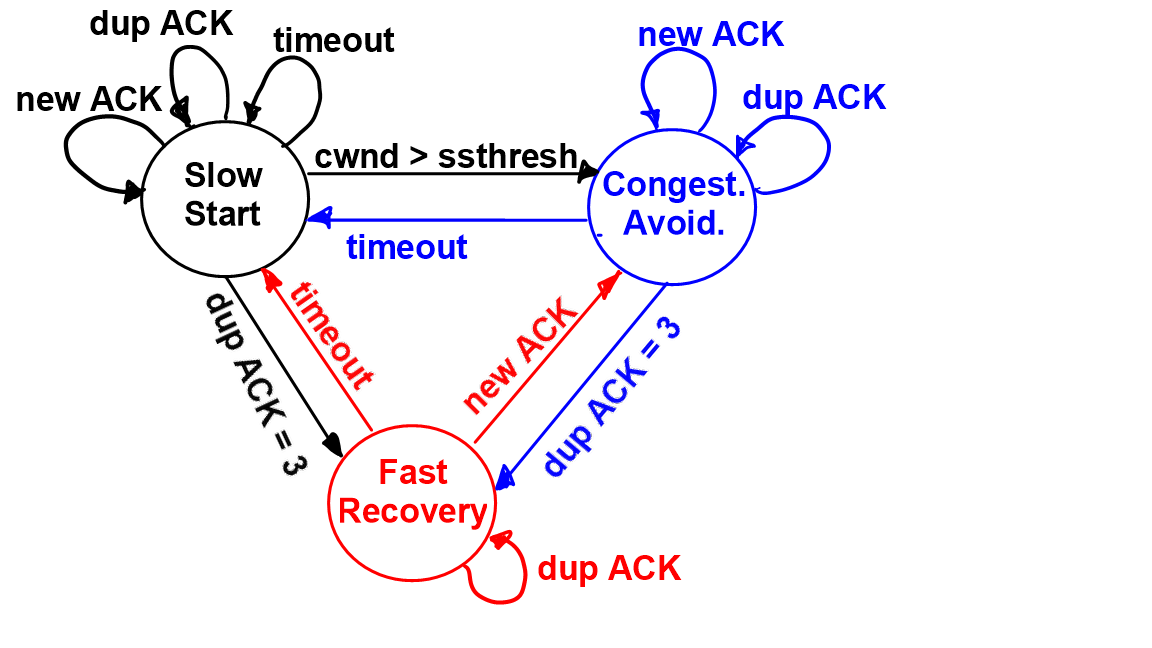 dup ACK
timeout
new ACK
new ACK
dup ACK
cwnd > ssthresh
Slow
Start
Congest.
Avoid.
timeout
dup ACK = 3
timeout
new ACK
dup ACK = 3
Fast
Recovery
dup ACK